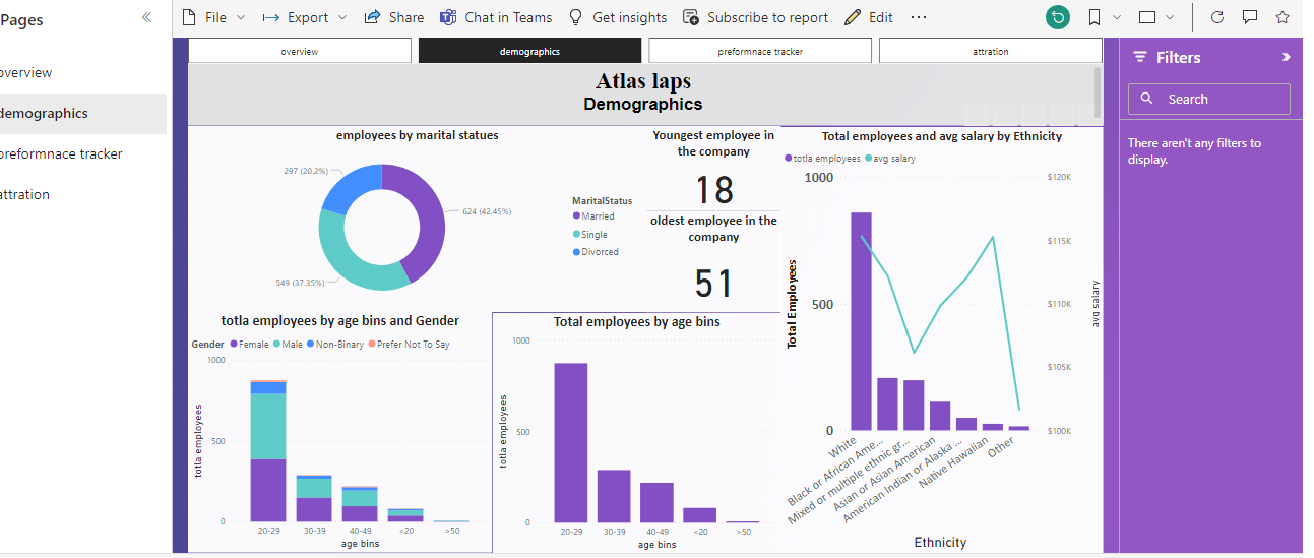 Pages
File
Export
Share
Chat in Teams
Get insights
Subscribe to report
Edit
overview
demographics
preformnace tracker
attration
overview
demographics
preformnace tracker
attration
Atlas laps
Demographics
employees by marital statues
297 (20.2%)
624 (42.45%)
549 (37.35%)
MaritalStatus
Married
Single
Divorced
Youngest employee in
the company
18
oldest employee in the
company
51
Total employees and avg salary by Ethnicity
totla employees
avg salary
1000
500
0
Total Employees
$120K
$115K
$110K
$105K
$100K
avg salary
White
Black or African Ame...
Mixed or multiple ethnic gr...
Asian or Asian American
American Indian or Alaska ...
Native Hawaiian
Other
Ethnicity
totla employees by age bins and Gender
Gender Female Male Non-Binary Prefer Not To Say
1000
500
0
totla employees
20-29 30-39 40-49 <20 >50
age bins
Total employees by age bins
1000
500
0
totla employees
20-29 30-39 40-49 <20 >50
age bins
Filters
Search
There aren't any filters to
display.